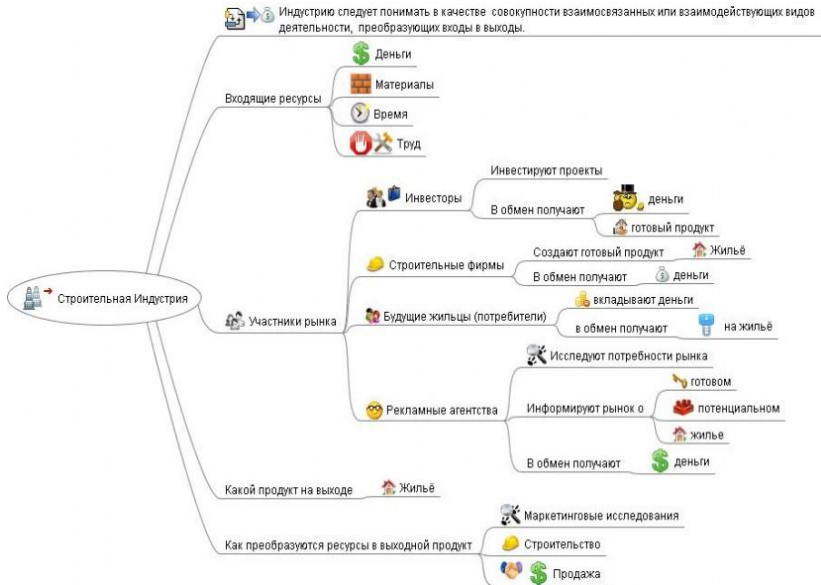 Индустрию следует понимать в качестве совокупности взаимосвязанных или взаимодействующих видов
деятельности, преобразующих входы в выходы.
Входящие ресурсы
Деньги
Материалы
Время
Труд
Строительная Индустрия
Участники рынка
Инвесторы
Инвестируют проекты
В обмен получают
деньги
готовый продукт
Строительные фирмы
Создают готовый продукт
Жильё
В обмен получают
деньги
Будущие жильцы (потребители)
вкладывают деньги
в обмен получают
на жильё
Рекламные агентства
Исследуют потребности рынка
Информируют рынок о
готовом
потенциальном
жилье
В обмен получают
деньги
Какой продукт на выходе
Жильё
Как преобразуются ресурсы в выходной продукт
Маркетинговые исследования
Строительство
Продажа